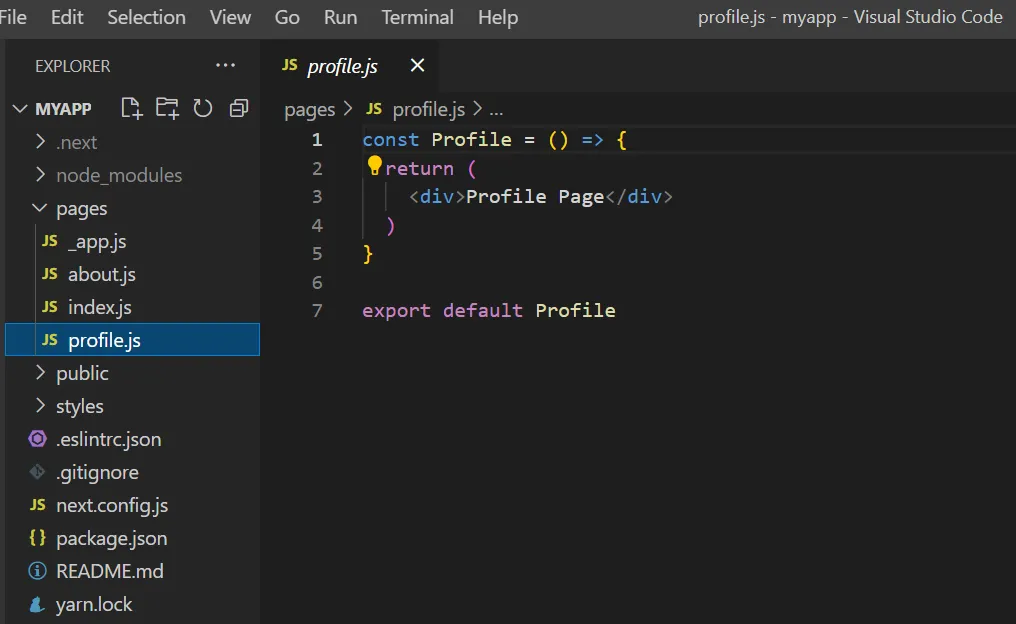 File Edit Selection View Go Run Terminal Help profile.js - myapp - Visual Studio Code
EXPLORER ...
MYAPP
.next
node_modules
pages
JS _app.js
JS about.js
JS index.js
JS profile.js
public
styles
.eslintrc.json
.gitignore
JS next.config.js
{} package.json
README.md
yarn.lock
JS profile.js
pages > JS profile.js > ...
1 const Profile = () => {
2 return (
3 <div>Profile Page</div>
4 )
5 }
6
7 export default Profile